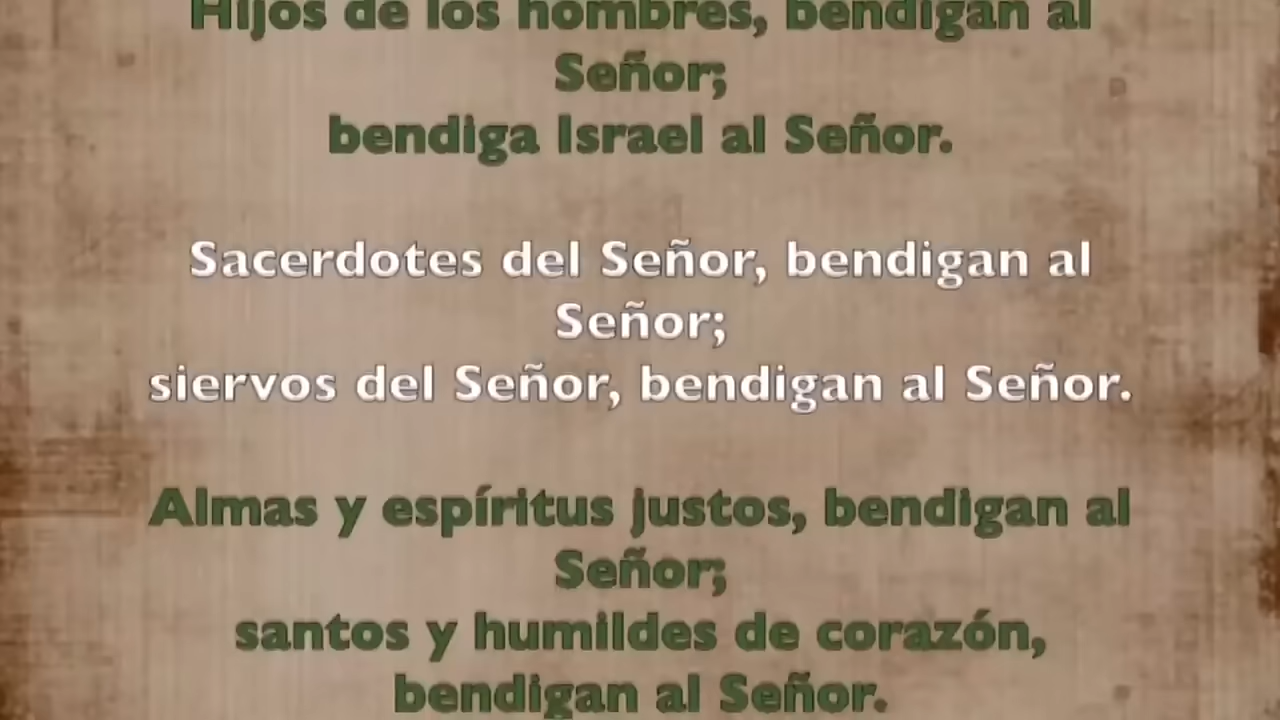 Hijos de los hombres, bendigan al
Señor;
bendiga Israel al Señor.
Sacerdotes del Señor, bendigan al
Señor;
siervos del Señor, bendigan al Señor.
Almas y espíritus justos, bendigan al
Señor;
santos y humildes de corazón,
bendigan al Señor.